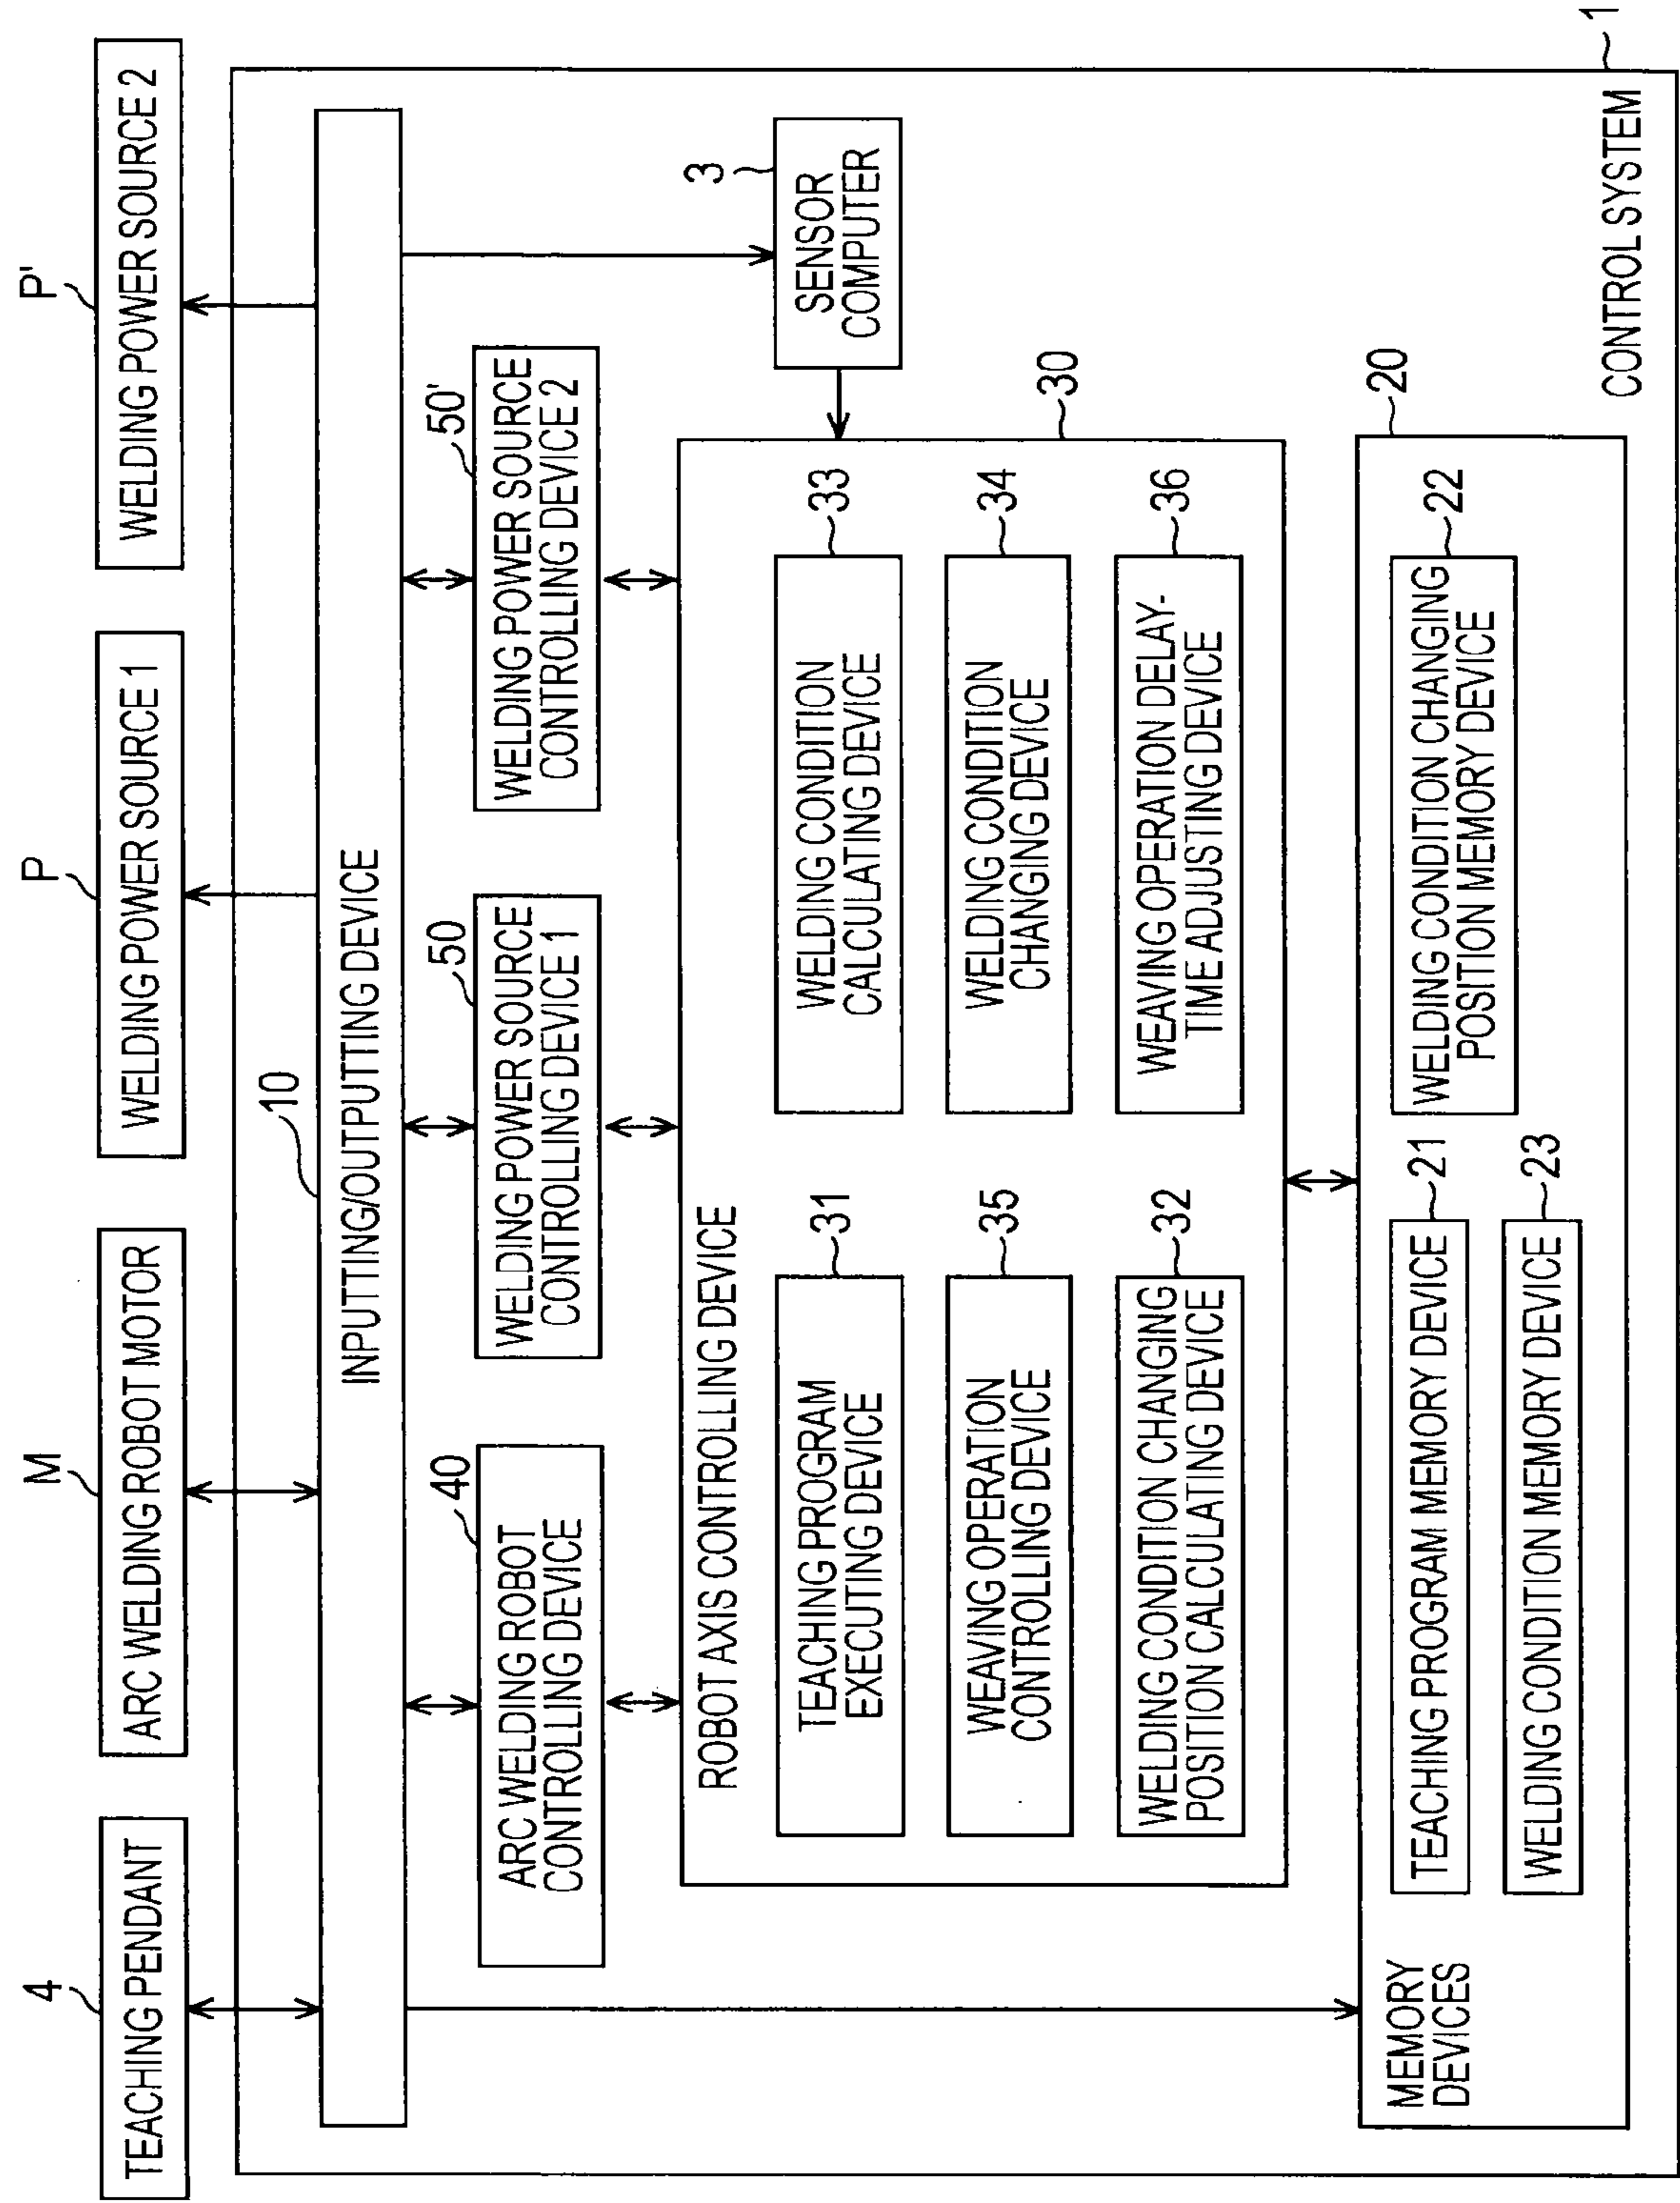 4
TEACHING PENDANT
M
ARC WELDING ROBOT MOTOR
P
WELDING POWER SOURCE 1
P'
WELDING POWER SOURCE 2
10
INPUTTING/OUTPUTTING DEVICE
40
ARC WELDING ROBOT
CONTROLLING DEVICE
50
WELDING POWER SOURCE
CONTROLLING DEVICE 1
50'
WELDING POWER SOURCE
CONTROLLING DEVICE 2
3
SENSOR
COMPUTER
ROBOT AXIS CONTROLLING DEVICE
30
31
TEACHING PROGRAM
EXECUTING DEVICE
33
WELDING CONDITION
CALCULATING DEVICE
35
WEAVING OPERATION
CONTROLLING DEVICE
34
WELDING CONDITION
CHANGING DEVICE
32
WELDING CONDITION CHANGING
POSITION CALCULATING DEVICE
36
WEAVING OPERATION DELAY-
TIME ADJUSTING DEVICE
20
MEMORY
DEVICES
21
TEACHING PROGRAM MEMORY DEVICE
22
WELDING CONDITION CHANGING
POSITION MEMORY DEVICE
23
WELDING CONDITION MEMORY DEVICE
CONTROL SYSTEM
1